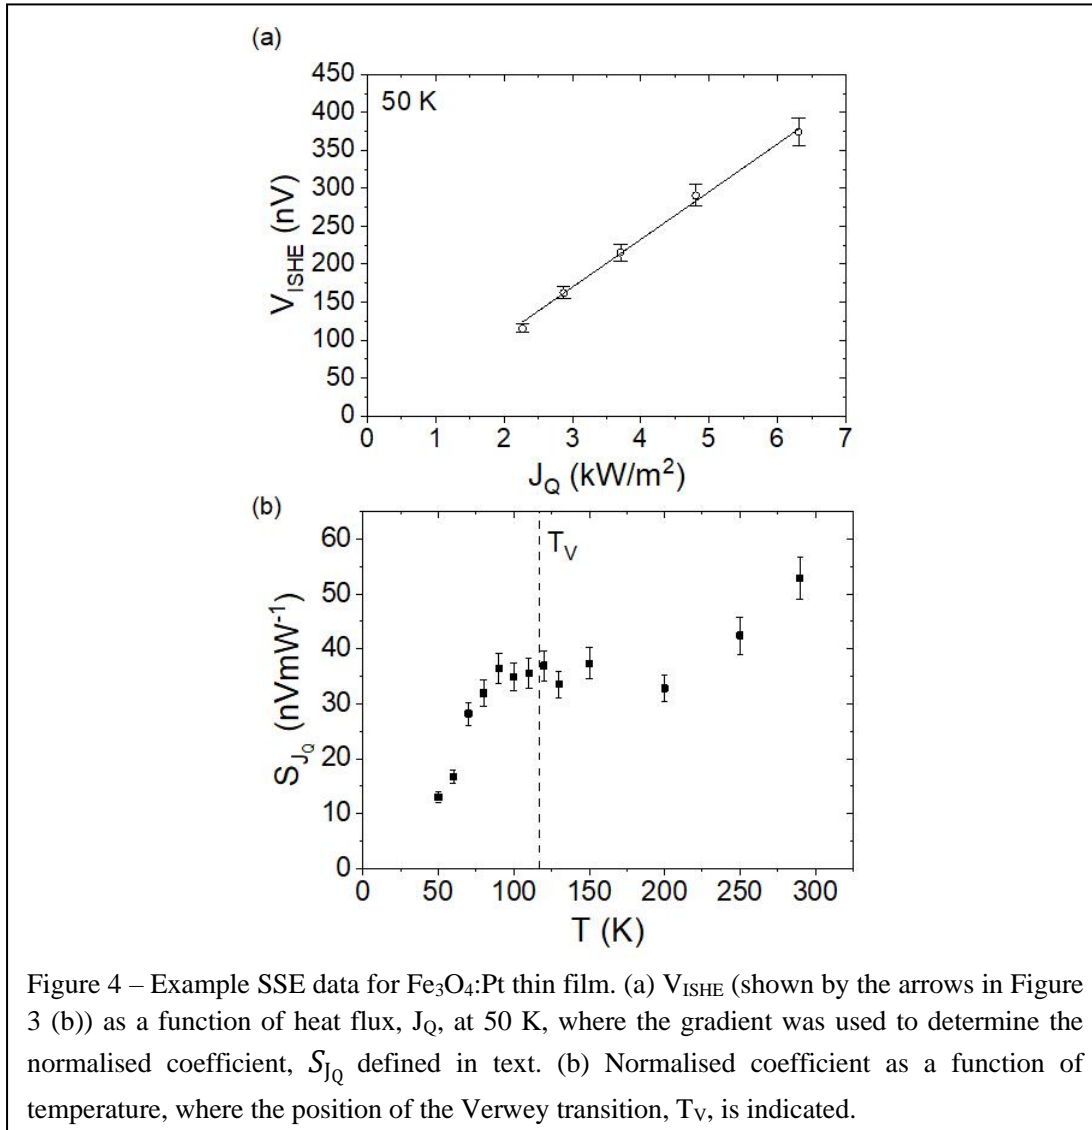 (a)
450
400
350
300
250
200
150
100
50
0
V_ISHE (nV)
50 K
0 1 2 3 4 5 6 7
J_Q (kW/m²)
(b)
60
50
40
30
20
10
0
S_J_Q (nVmW⁻¹)
T_V
0 50 100 150 200 250 300
T (K)
Figure 4 – Example SSE data for Fe₃O₄:Pt thin film. (a) V_ISHE (shown by the arrows in Figure
3 (b)) as a function of heat flux, J_Q, at 50 K, where the gradient was used to determine the
normalised coefficient, S_J_Q defined in text. (b) Normalised coefficient as a function of
temperature, where the position of the Verwey transition, T_V, is indicated.